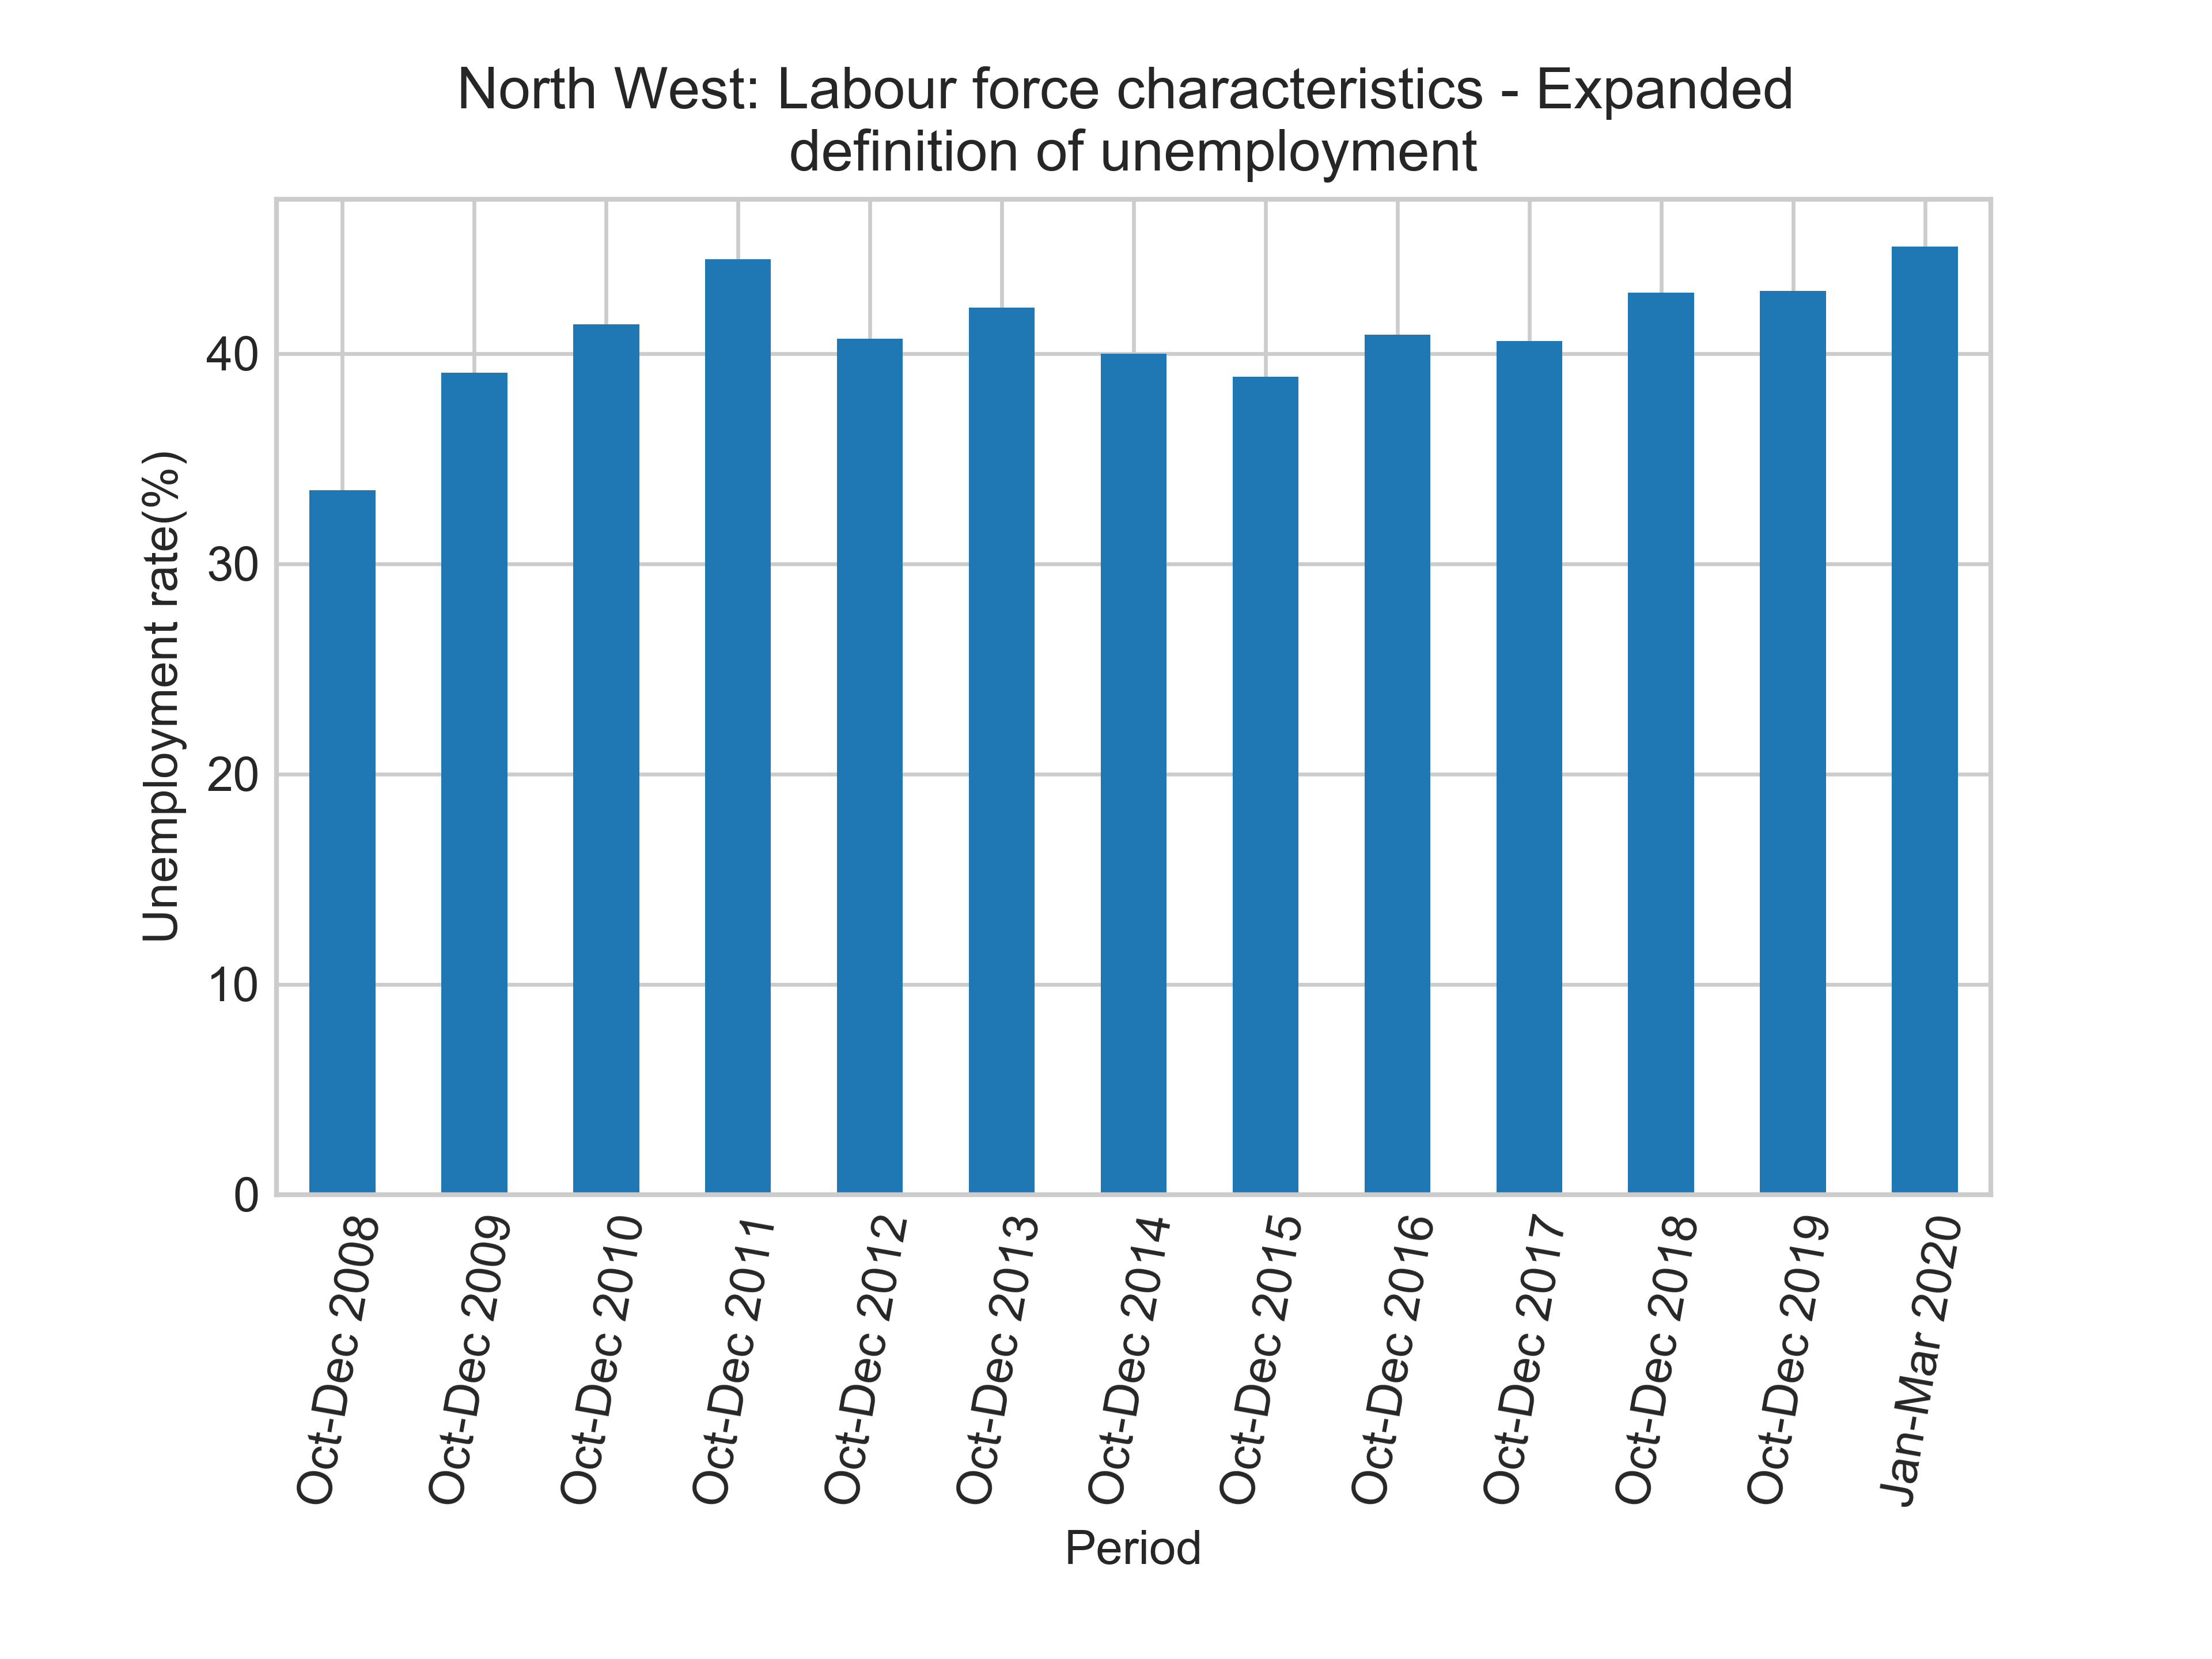 North West: Labour force characteristics - Expanded
definition of unemployment
Unemployment rate(%)
40
30
20
10
0
Oct-Dec 2008
Oct-Dec 2009
Oct-Dec 2010
Oct-Dec 2011
Oct-Dec 2012
Oct-Dec 2013
Oct-Dec 2014
Oct-Dec 2015
Oct-Dec 2016
Oct-Dec 2017
Oct-Dec 2018
Oct-Dec 2019
Jan-Mar 2020
Period